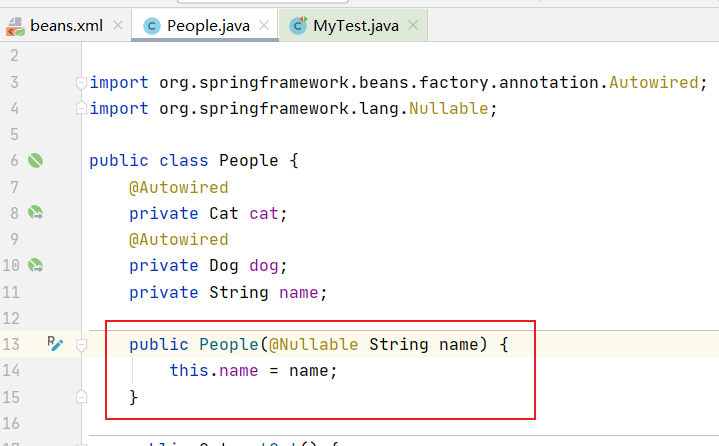 beans.xml × People.java × MyTest.java ×
2
3 import org.springframework.beans.factory.annotation.Autowired;
4 import org.springframework.lang.Nullable;
5
6 public class People {
7 @Autowired
8 private Cat cat;
9 @Autowired
10 private Dog dog;
11 private String name;
12
13 public People(@Nullable String name) {
14 this.name = name;
15 }
16